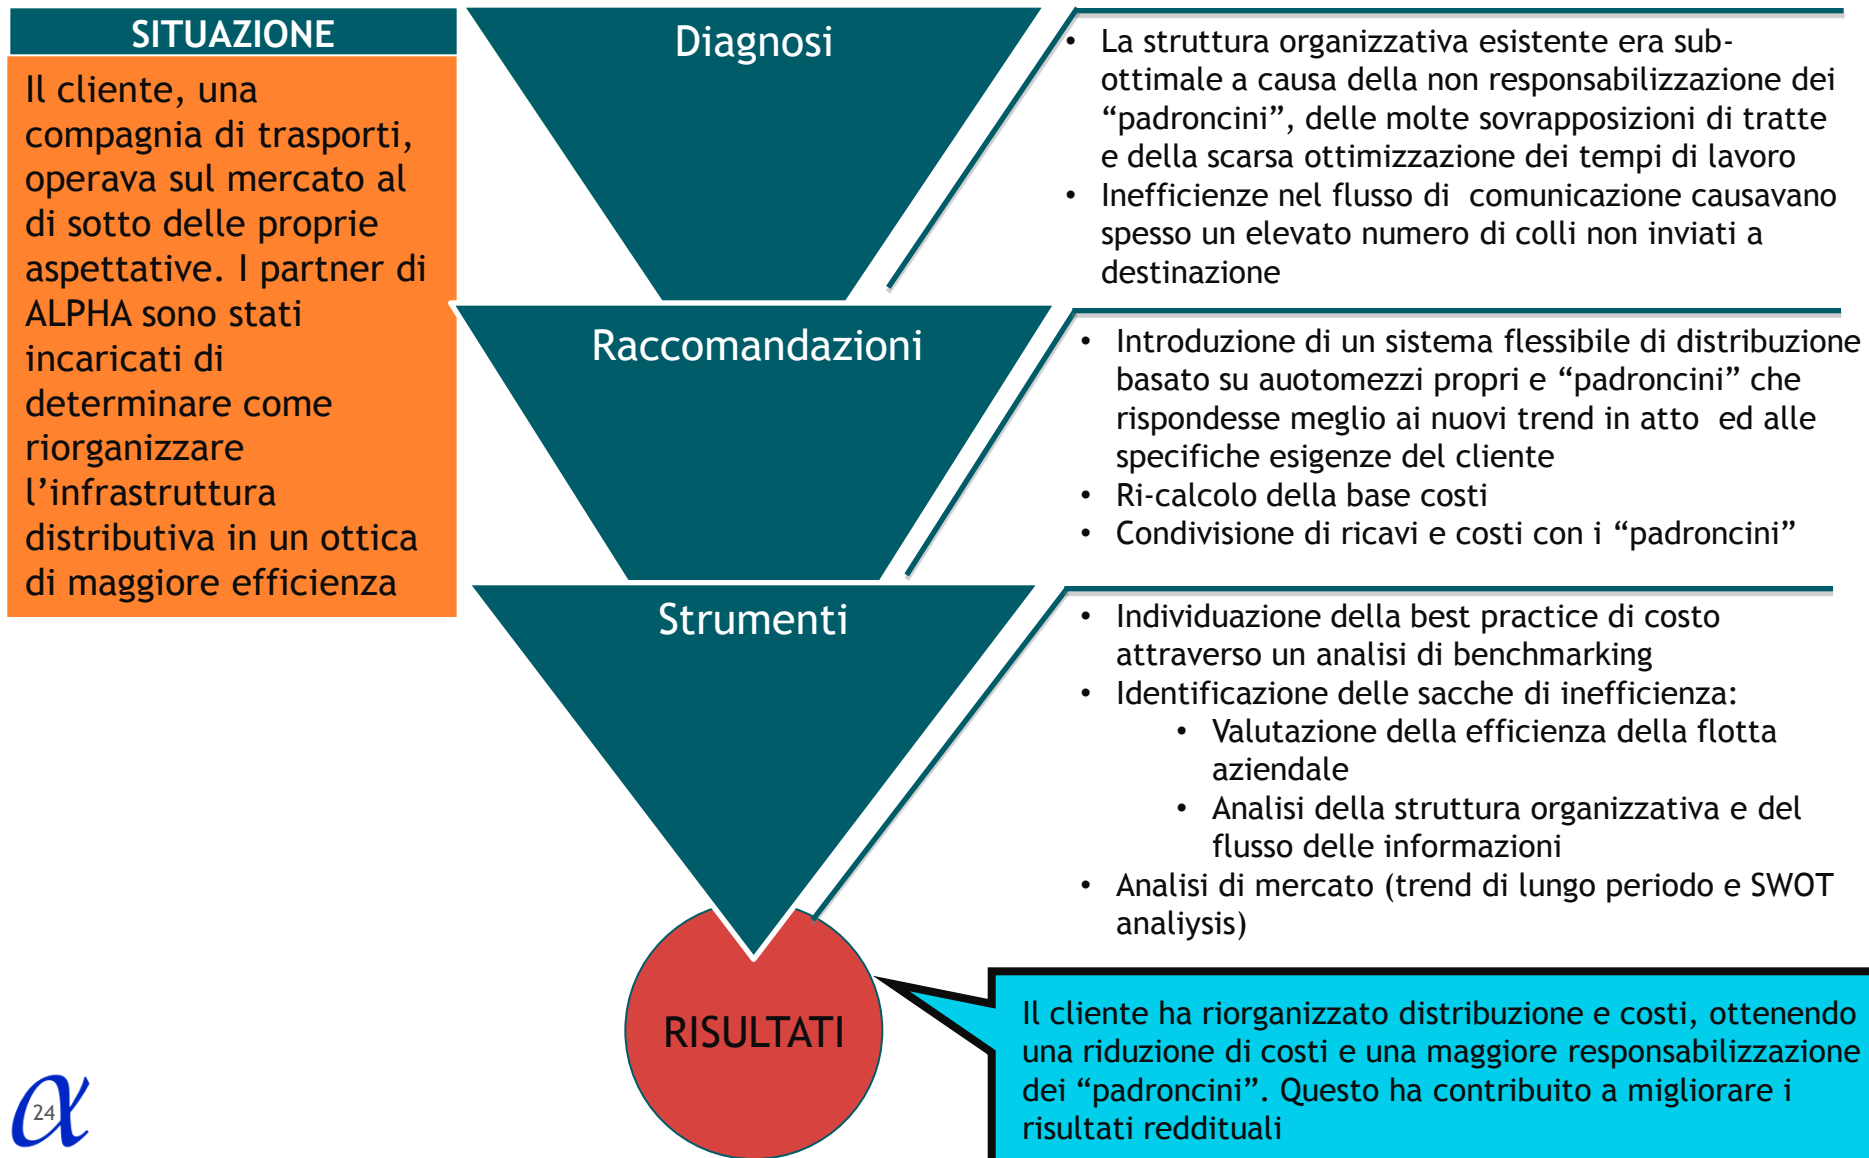 SITUAZIONE
Il cliente, una
compagnia di trasporti,
operava sul mercato al
di sotto delle proprie
aspettative. I partner di
ALPHA sono stati
incaricati di
determinare come
riorganizzare
l’infrastruttura
distributiva in un ottica
di maggiore efficienza
Diagnosi
• La struttura organizzativa esistente era sub-
ottimale a causa della non responsabilizzazione dei
“padroncini”, delle molte sovrapposizioni di tratte
e della scarsa ottimizzazione dei tempi di lavoro
• Inefficienze nel flusso di comunicazione causavano
spesso un elevato numero di colli non inviati a
destinazione
Raccomandazioni
• Introduzione di un sistema flessibile di distribuzione
basato su auotomezzi propri e “padroncini” che
rispondesse meglio ai nuovi trend in atto ed alle
specifiche esigenze del cliente
• Ri-calcolo della base costi
• Condivisione di ricavi e costi con i “padroncini”
Strumenti
• Individuazione della best practice di costo
attraverso un analisi di benchmarking
• Identificazione delle sacche di inefficienza:
• Valutazione della efficienza della flotta
aziendale
• Analisi della struttura organizzativa e del
flusso delle informazioni
• Analisi di mercato (trend di lungo periodo e SWOT
analiysis)
RISULTATI
Il cliente ha riorganizzato distribuzione e costi, ottenendo
una riduzione di costi e una maggiore responsabilizzazione
dei “padroncini”. Questo ha contribuito a migliorare i
risultati reddituali
α
24